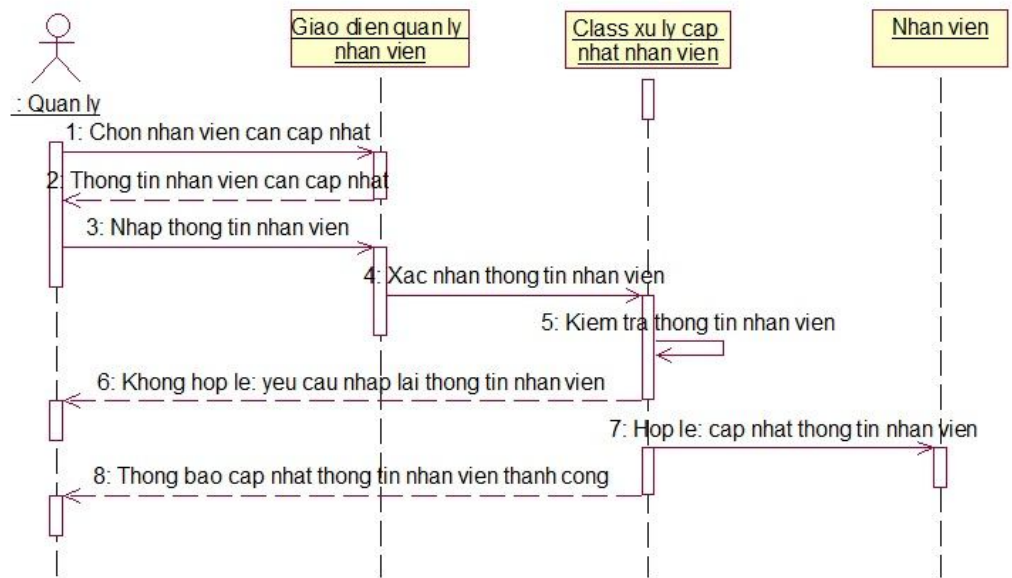 Giao dien quan ly
nhan vien
Class xu ly cap
nhat nhan vien
Nhan vien
: Quan ly
1: Chon nhan vien can cap nhat
2: Thong tin nhan vien can cap nhat
3: Nhap thong tin nhan vien
4: Xac nhan thong tin nhan vien
5: Kiem tra thong tin nhan vien
6: Khong hop le: yeu cau nhap lai thong tin nhan vien
7: Hop le: cap nhat thong tin nhan vien
8: Thong bao cap nhat thong tin nhan vien thanh cong